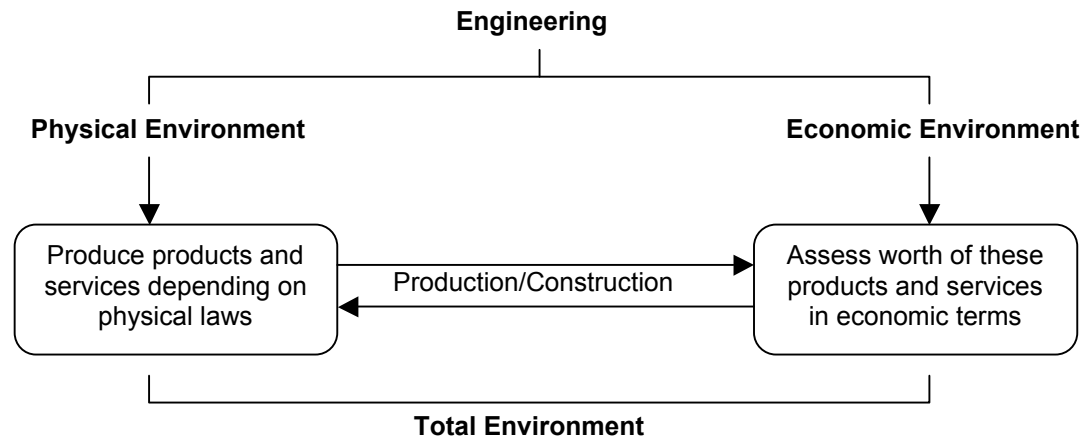 Engineering
Physical Environment
Economic Environment
Produce products and
services depending on
physical laws
Production/Construction
Assess worth of these
products and services
in economic terms
Total Environment